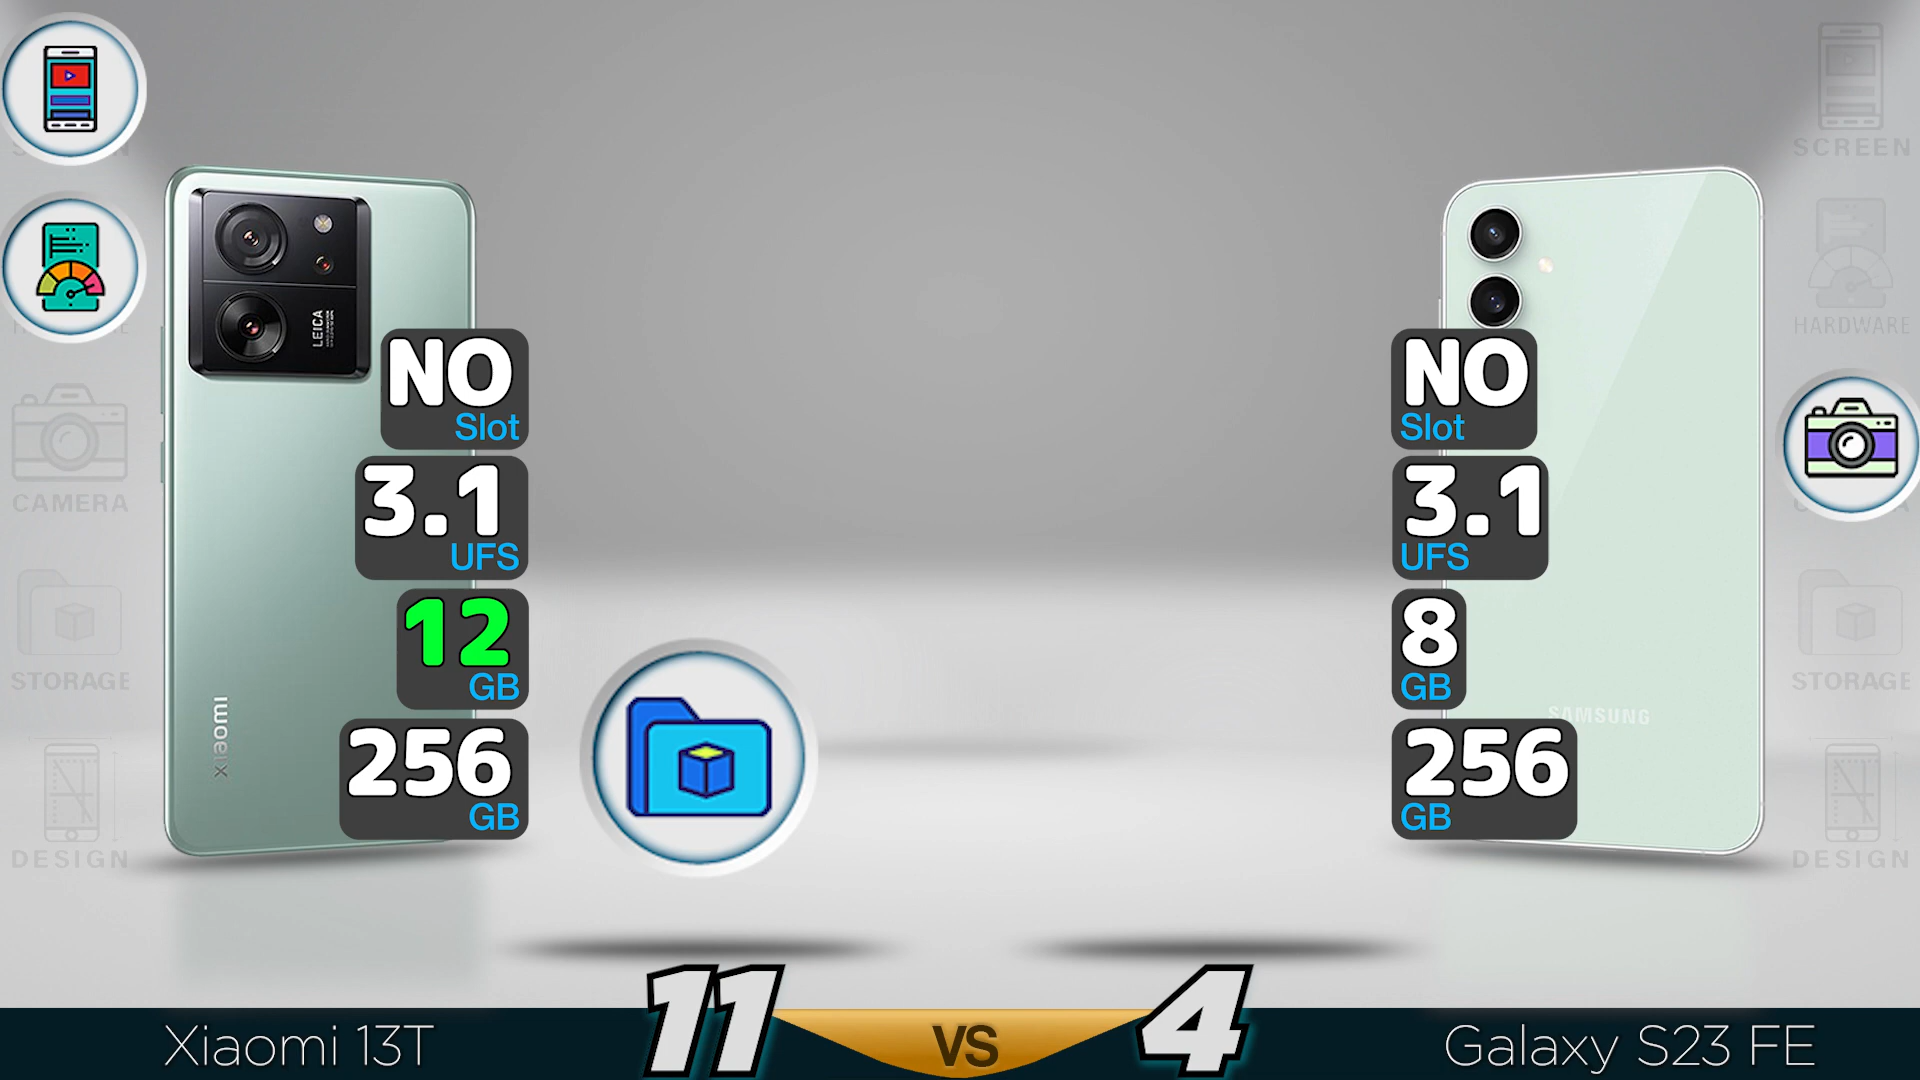 SCREEN
LEICA
NO
Slot
NO
Slot
HARDWARE
CAMERA
3.1
UFS
3.1
UFS
12
GB
8
GB
STORAGE
STORAGE
xiaomi
SAMSUNG
256
GB
256
GB
DESIGN
DESIGN
11
4
Xiaomi 13T
VS
Galaxy S23 FE